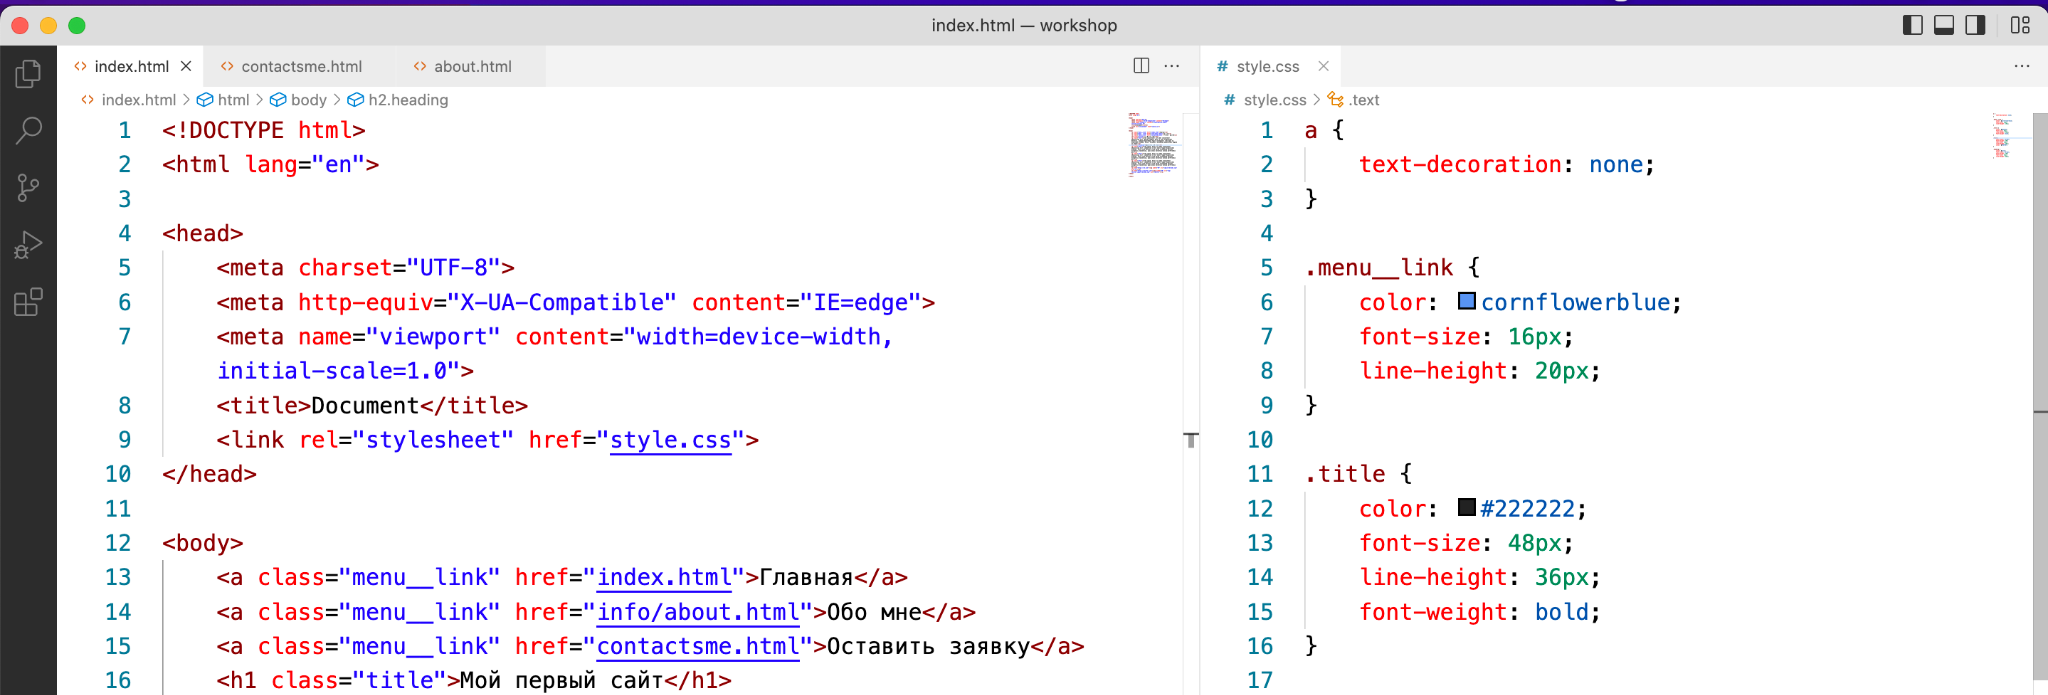 index.html — workshop
index.html
contactsme.html
about.html
index.html > html > body > h2.heading
1 <!DOCTYPE html>
2 <html lang="en">
3
4 <head>
5 <meta charset="UTF-8">
6 <meta http-equiv="X-UA-Compatible" content="IE=edge">
7 <meta name="viewport" content="width=device-width,
initial-scale=1.0">
8 <title>Document</title>
9 <link rel="stylesheet" href="style.css">
10 </head>
11
12 <body>
13 <a class="menu__link" href="index.html">Главная</a>
14 <a class="menu__link" href="info/about.html">Обо мне</a>
15 <a class="menu__link" href="contactsme.html">Оставить заявку</a>
16 <h1 class="title">Мой первый сайт</h1>
# style.css
# style.css > .text
1 a {
2 text-decoration: none;
3 }
4
5 .menu__link {
6 color: cornflowerblue;
7 font-size: 16px;
8 line-height: 20px;
9 }
10
11 .title {
12 color: #222222;
13 font-size: 48px;
14 line-height: 36px;
15 font-weight: bold;
16 }
17